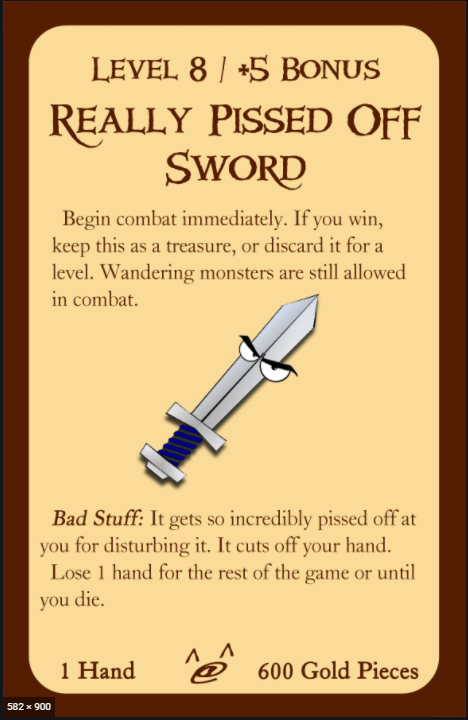 Level 8 / +5 Bonus
Really Pissed Off
Sword
Begin combat immediately. If you win,
keep this as a treasure, or discard it for a
level. Wandering monsters are still allowed
in combat.
Bad Stuff: It gets so incredibly pissed off at
you for disturbing it. It cuts off your hand.
Lose 1 hand for the rest of the game or until
you die.
1 Hand ^@^ 600 Gold Pieces
582 × 900